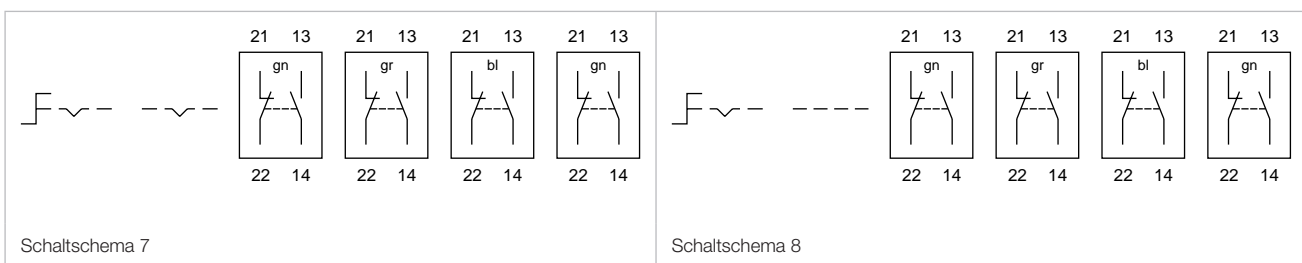 21 13 21 13 21 13 21 13 21 13 21 13 21 13 21 13
gn gr bl gn gn gr bl gn
22 14 22 14 22 14 22 14 22 14 22 14 22 14 22 14
Schaltschema 7 Schaltschema 8